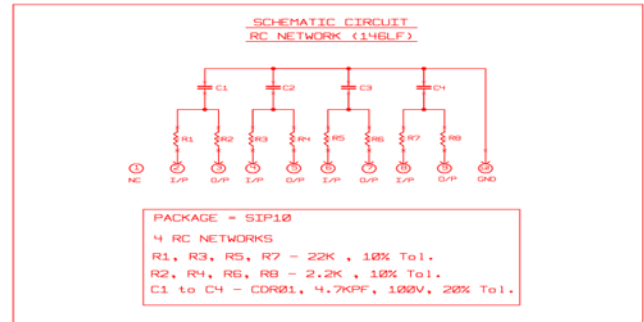 SCHEMATIC CIRCUIT
RC NETWORK (146LF)
C1 C2 C3 C4
R1 R2 R3 R4 R5 R6 R7 R8
1 2 3 4 5 6 7 8 9 10
NC I/P O/P I/P O/P I/P O/P I/P O/P GND
PACKAGE = SIP10
4 RC NETWORKS
R1, R3, R5, R7 - 22K , 10% Tol.
R2, R4, R6, R8 - 2.2K , 10% Tol.
C1 to C4 - CDR01, 4.7KPF, 100V, 20% Tol.